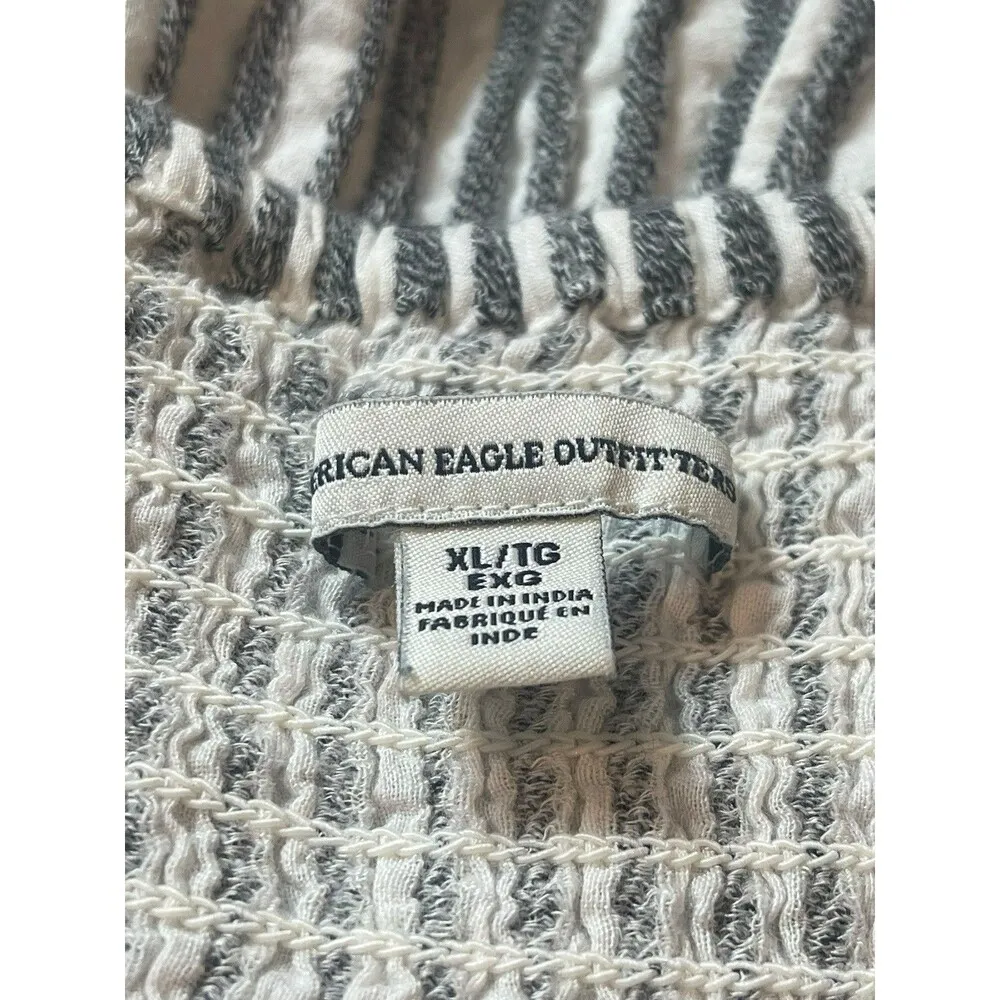 ERICAN EAGLE OUTFITTERS
XL/TG
EXG
MADE IN INDIA
FABRIQUÉ EN
INDE